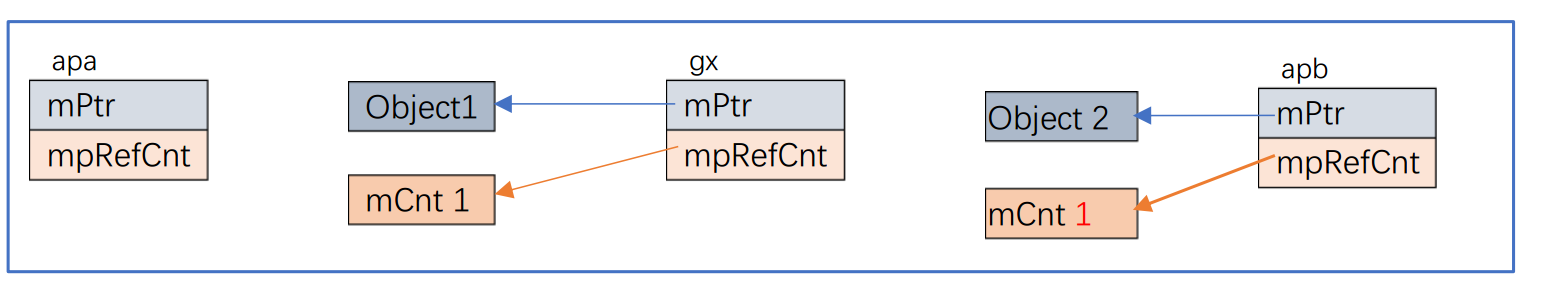 apa
mPtr
mpRefCnt
Object1
mCnt 1
gx
mPtr
mpRefCnt
Object 2
mCnt 1
apb
mPtr
mpRefCnt